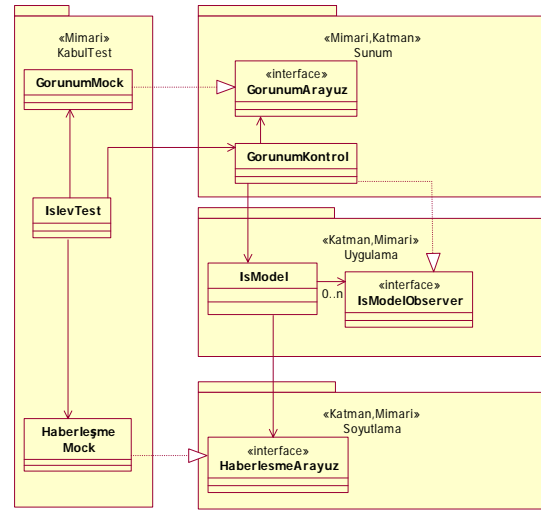 «Mimari»
KabulTest
GorunumMock
IslevTest
Haberleşme
Mock
«Mimari,Katman»
Sunum
«interface»
GorunumArayuz
GorunumKontrol
«Katman,Mimari»
Uygulama
IsModel
0..n
«interface»
IsModelObserver
«Katman,Mimari»
Soyutlama
«interface»
HaberlesmeArayuz